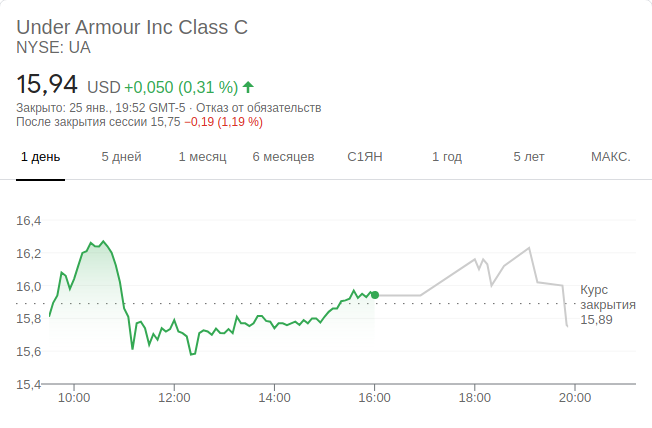 Under Armour Inc Class C
NYSE: UA
15,94 USD +0,050 (0,31 %)
Закрыто: 25 янв., 19:52 GMT-5 · Отказ от обязательств
После закрытия сессии 15,75 −0,19 (1,19 %)
1 день 5 дней 1 месяц 6 месяцев С1ЯН 1 год 5 лет МАКС.
16,4
16,2
16,0
Курс
закрытия
15,89
15,8
15,6
15,4
10:00 12:00 14:00 16:00 18:00 20:00